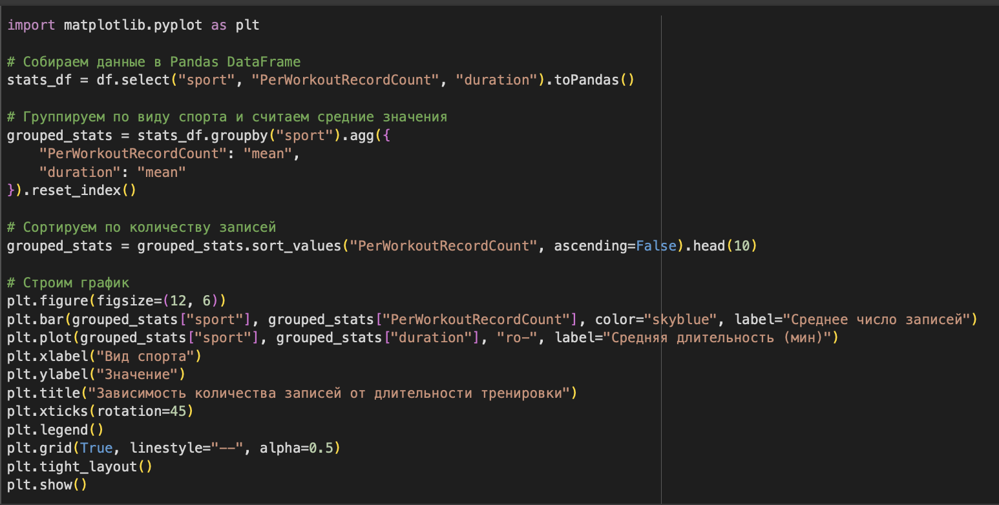 import matplotlib.pyplot as plt
# Собираем данные в Pandas DataFrame
stats_df = df.select("sport", "PerWorkoutRecordCount", "duration").toPandas()
# Группируем по виду спорта и считаем средние значения
grouped_stats = stats_df.groupby("sport").agg({
    "PerWorkoutRecordCount": "mean",
    "duration": "mean"
}).reset_index()
# Сортируем по количеству записей
grouped_stats = grouped_stats.sort_values("PerWorkoutRecordCount", ascending=False).head(10)
# Строим график
plt.figure(figsize=(12, 6))
plt.bar(grouped_stats["sport"], grouped_stats["PerWorkoutRecordCount"], color="skyblue", label="Среднее число записей")
plt.plot(grouped_stats["sport"], grouped_stats["duration"], "ro-", label="Средняя длительность (мин)")
plt.xlabel("Вид спорта")
plt.ylabel("Значение")
plt.title("Зависимость количества записей от длительности тренировки")
plt.xticks(rotation=45)
plt.legend()
plt.grid(True, linestyle="--", alpha=0.5)
plt.tight_layout()
plt.show()